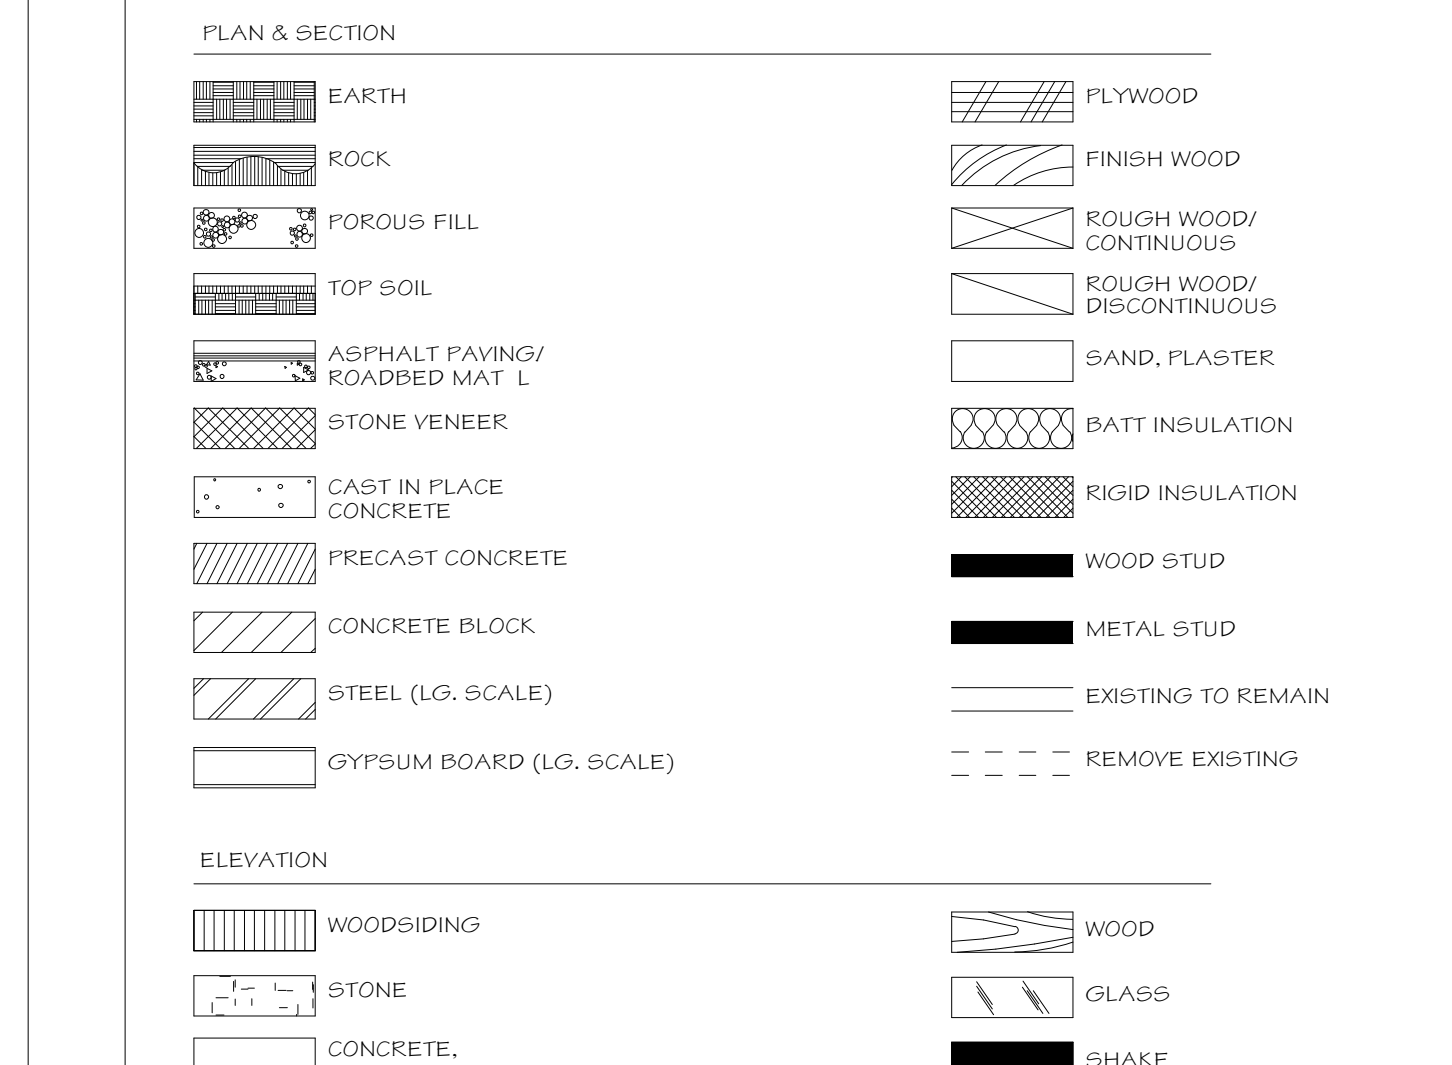 PLAN & SECTION
EARTH
ROCK
POROUS FILL
TOP SOIL
ASPHALT PAVING/
ROADBED MAT L
STONE VENEER
CAST IN PLACE
CONCRETE
PRECAST CONCRETE
CONCRETE BLOCK
STEEL (LG. SCALE)
GYPSUM BOARD (LG. SCALE)
PLYWOOD
FINISH WOOD
ROUGH WOOD/
CONTINUOUS
ROUGH WOOD/
DISCONTINUOUS
SAND, PLASTER
BATT INSULATION
RIGID INSULATION
WOOD STUD
METAL STUD
EXISTING TO REMAIN
REMOVE EXISTING
ELEVATION
WOODSIDING
STONE
CONCRETE,
WOOD
GLASS
SHAKE